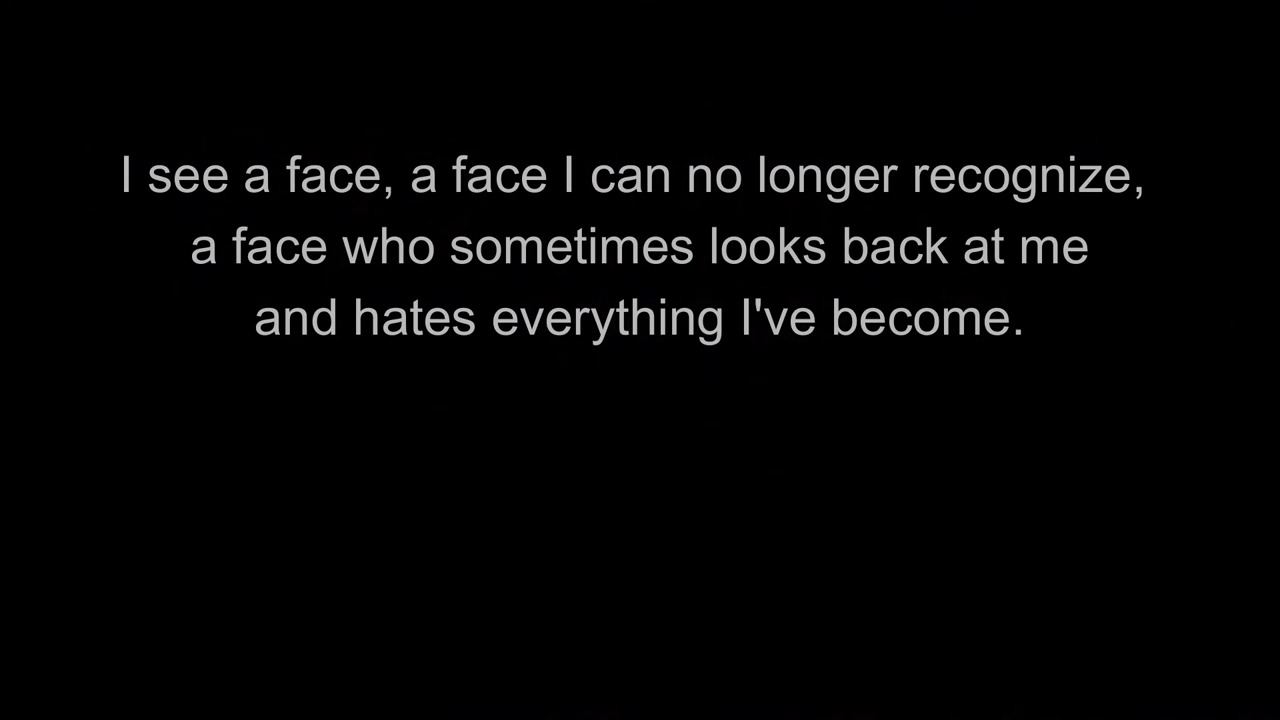 I see a face, a face I can no longer recognize,
a face who sometimes looks back at me
and hates everything I've become.